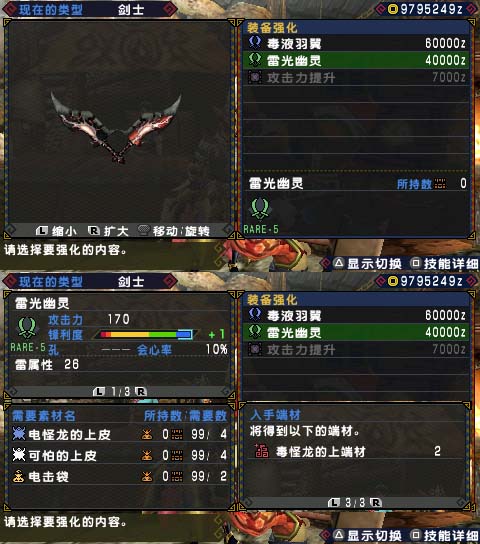 现在的类型 剑士
9795249z
装备强化
毒液羽翼 60000z
雷光幽灵 40000z
攻击力提升 7000z
雷光幽灵 所持数 0
RARE-5
L 缩小 R 扩大 移动/旋转
请选择要强化的内容。
△显示切换 □技能详细
现在的类型 剑士
9795249z
雷光幽灵
RARE-5
攻击力 170
锋利度 +1
孔 --- 会心率 10%
雷属性 26
L 1/3 R
装备强化
毒液羽翼 60000z
雷光幽灵 40000z
攻击力提升 7000z
需要素材名 所持数/需要数
电怪龙的上皮 0 99/ 4
可怕的上皮 0 99/ 4
电击袋 0 99/ 2
入手端材
将得到以下的端材。
毒怪龙的上端材 2
L 3/3 R
请选择要强化的内容。
△显示切换 □技能详细